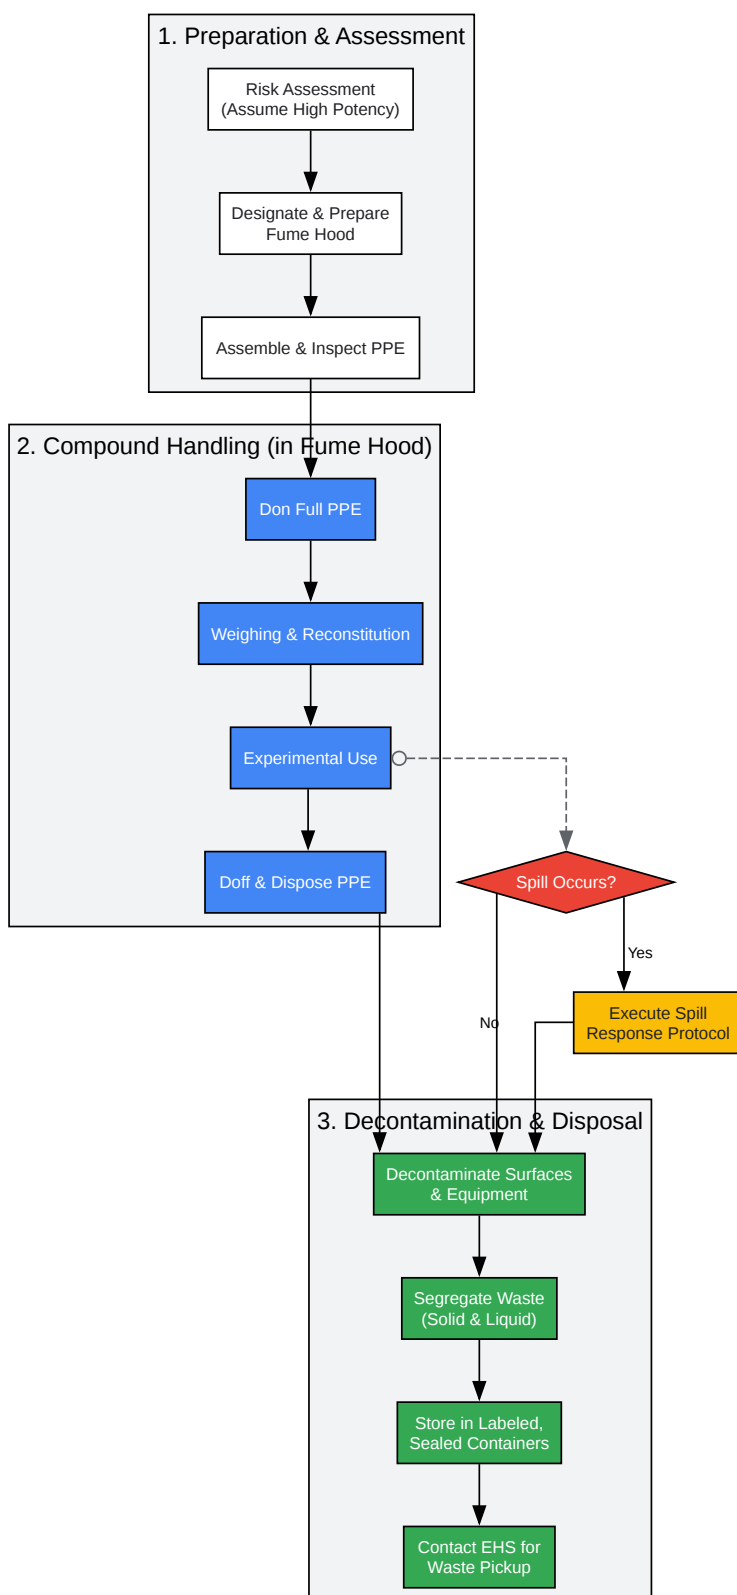 1. Preparation & Assessment
Risk Assessment
(Assume High Potency)
Designate & Prepare
Fume Hood
Assemble & Inspect PPE
2. Compound Handling (in Fume Hood)
Don Full PPE
Weighing & Reconstitution
Experimental Use
Doff & Dispose PPE
Spill Occurs?
Yes
Execute Spill
Response Protocol
No
3. Decontamination & Disposal
Decontaminate Surfaces
& Equipment
Segregate Waste
(Solid & Liquid)
Store in Labeled,
Sealed Containers
Contact EHS for
Waste Pickup